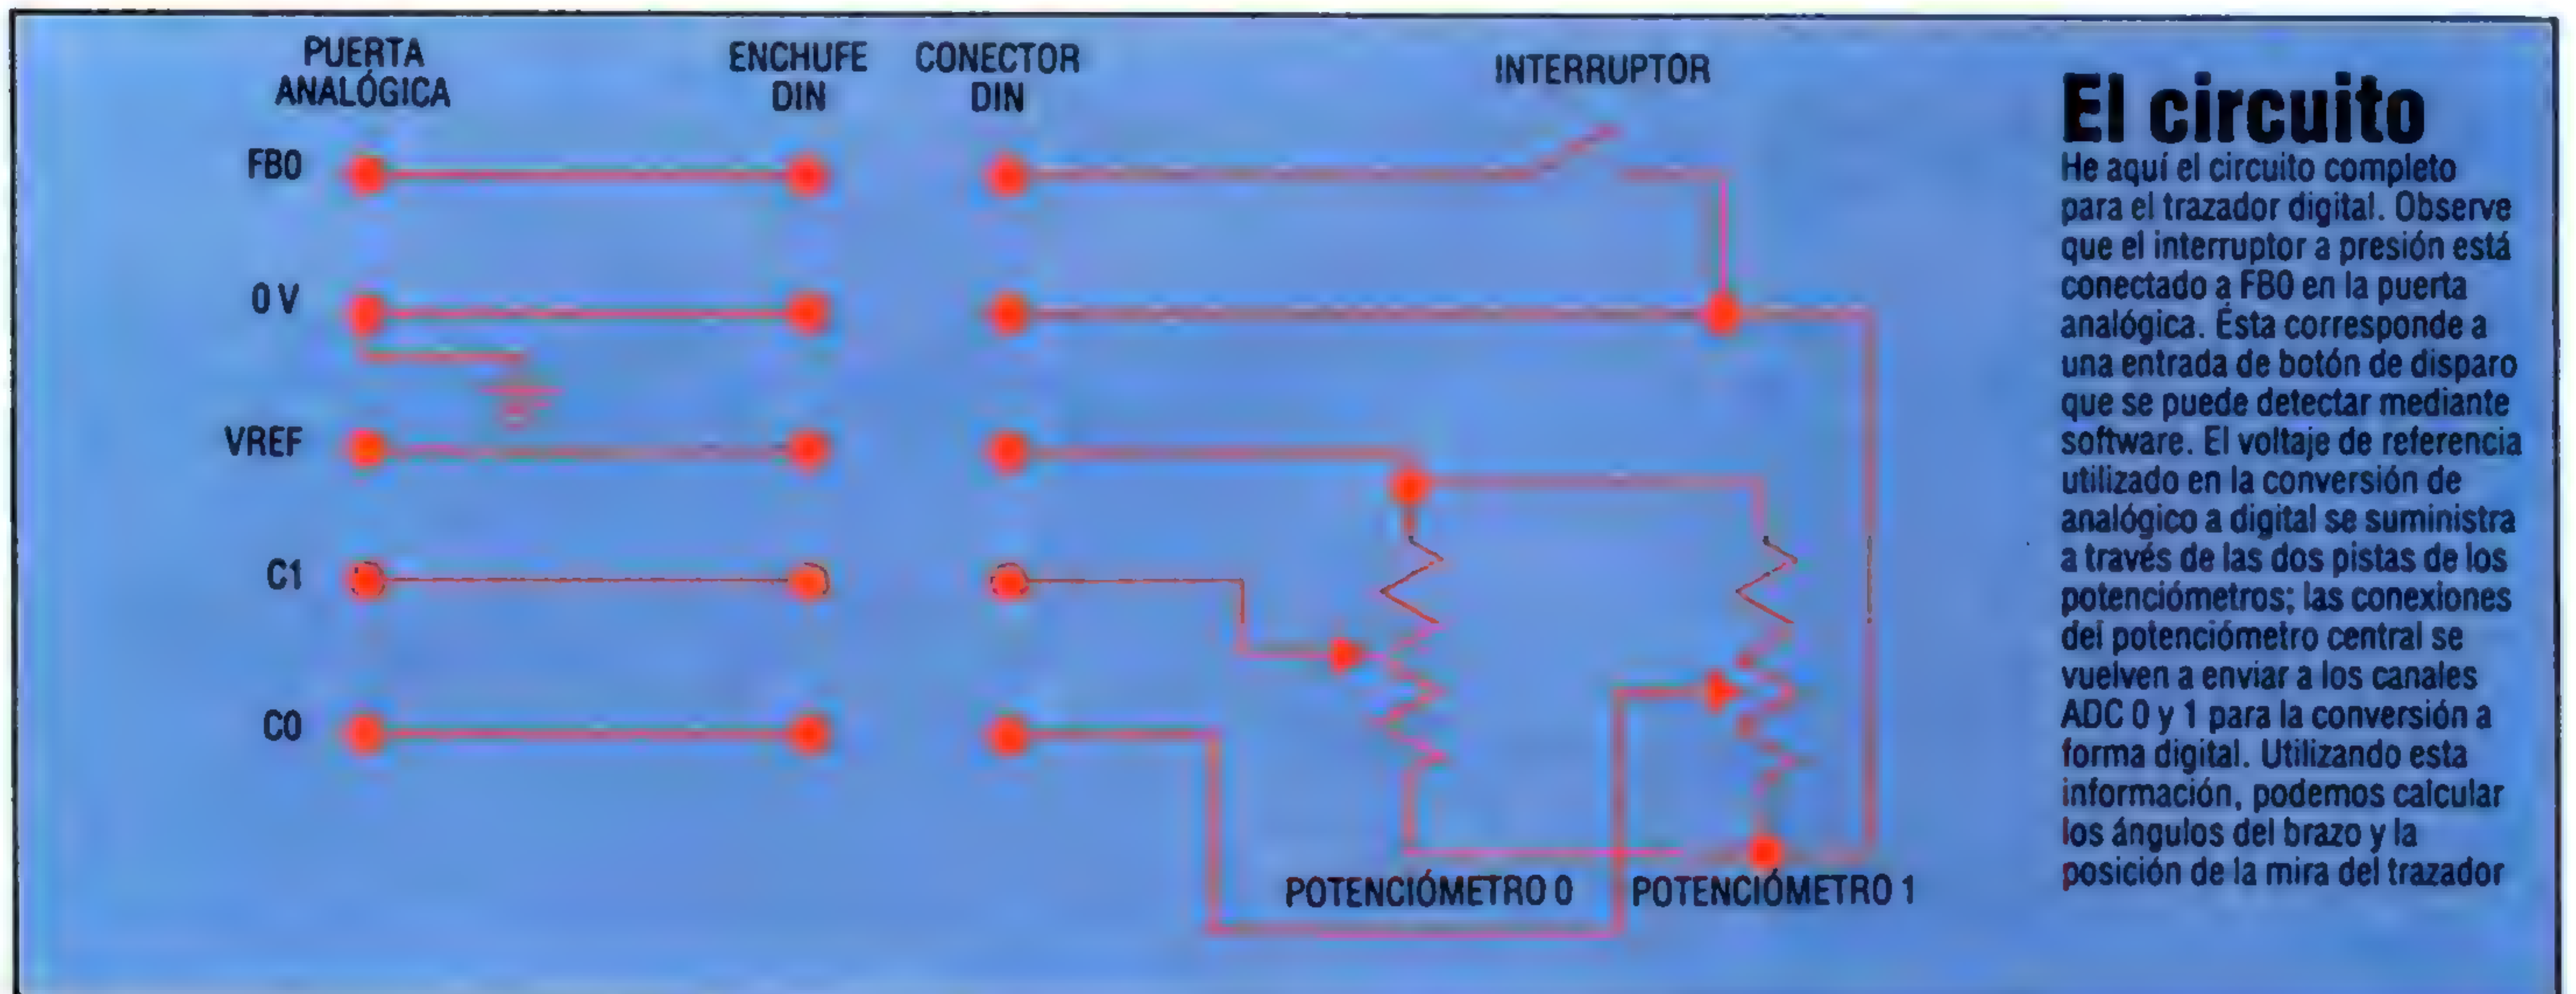 PUERTA
ANALÓGICA
ENCHUFE
DIN
CONECTOR
DIN
INTERRUPTOR
FB0
0 V
VREF
C1
C0
POTENCIÓMETRO 0
POTENCIÓMETRO 1
El circuito
He aquí el circuito completo
para el trazador digital. Observe
que el interruptor a presión está
conectado a FB0 en la puerta
analógica. Ésta corresponde a
una entrada de botón de disparo
que se puede detectar mediante
software. El voltaje de referencia
utilizado en la conversión de
analógico a digital se suministra
a través de las dos pistas de los
potenciómetros; las conexiones
del potenciómetro central se
vuelven a enviar a los canales
ADC 0 y 1 para la conversión a
forma digital. Utilizando esta
información, podemos calcular
los ángulos del brazo y la
posición de la mira del trazador